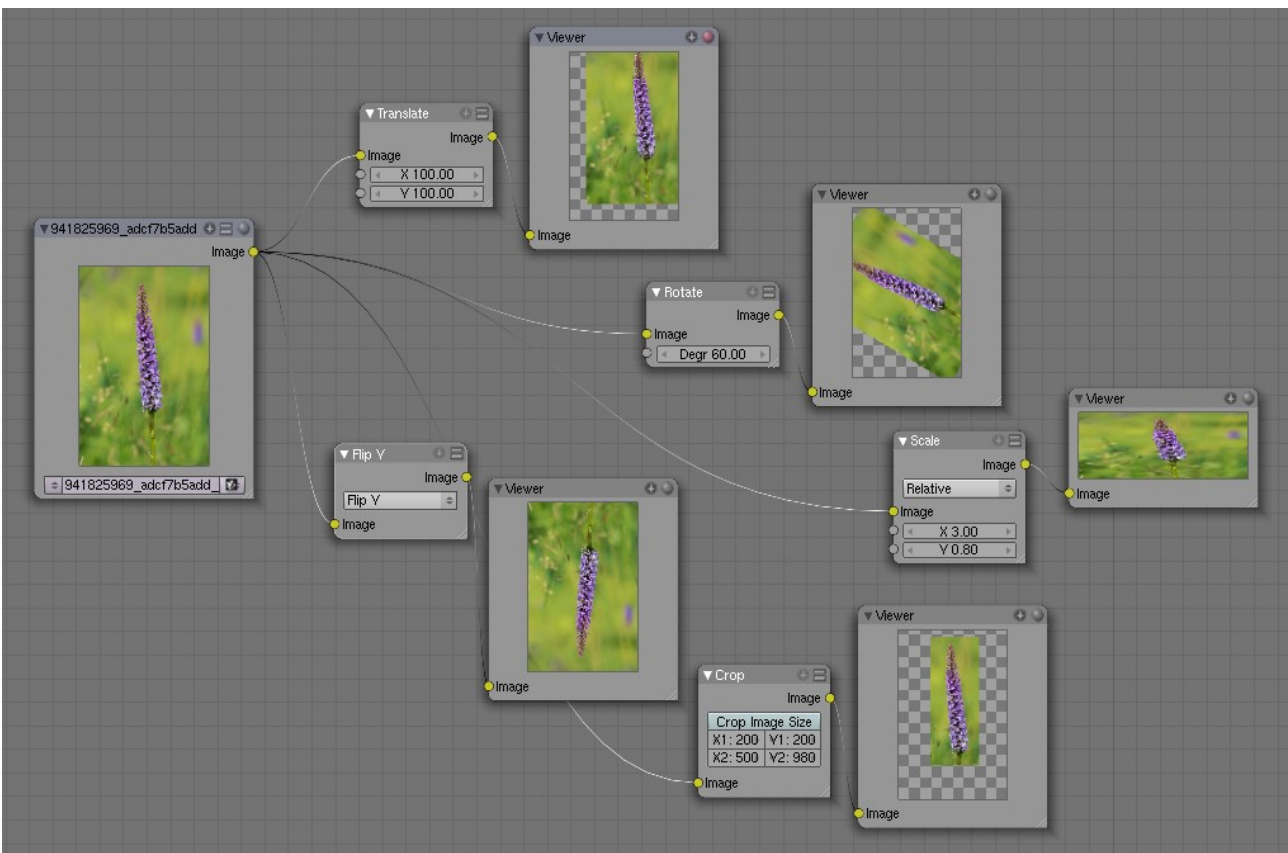 Viewer
Image
Translate
Image
Image
X 100.00
Y 100.00
Viewer
Image
941825969_adcf7b5add
Image
941825969_adcf7b5add_
Rotate
Image
Image
Degr 60.00
Viewer
Image
Scale
Image
Relative
Image
X 3.00
Y 0.80
Flip Y
Image
Flip Y
Image
Viewer
Image
Crop
Image
Crop Image Size
X1: 200 Y1: 200
X2: 500 Y2: 980
Image
Viewer
Image